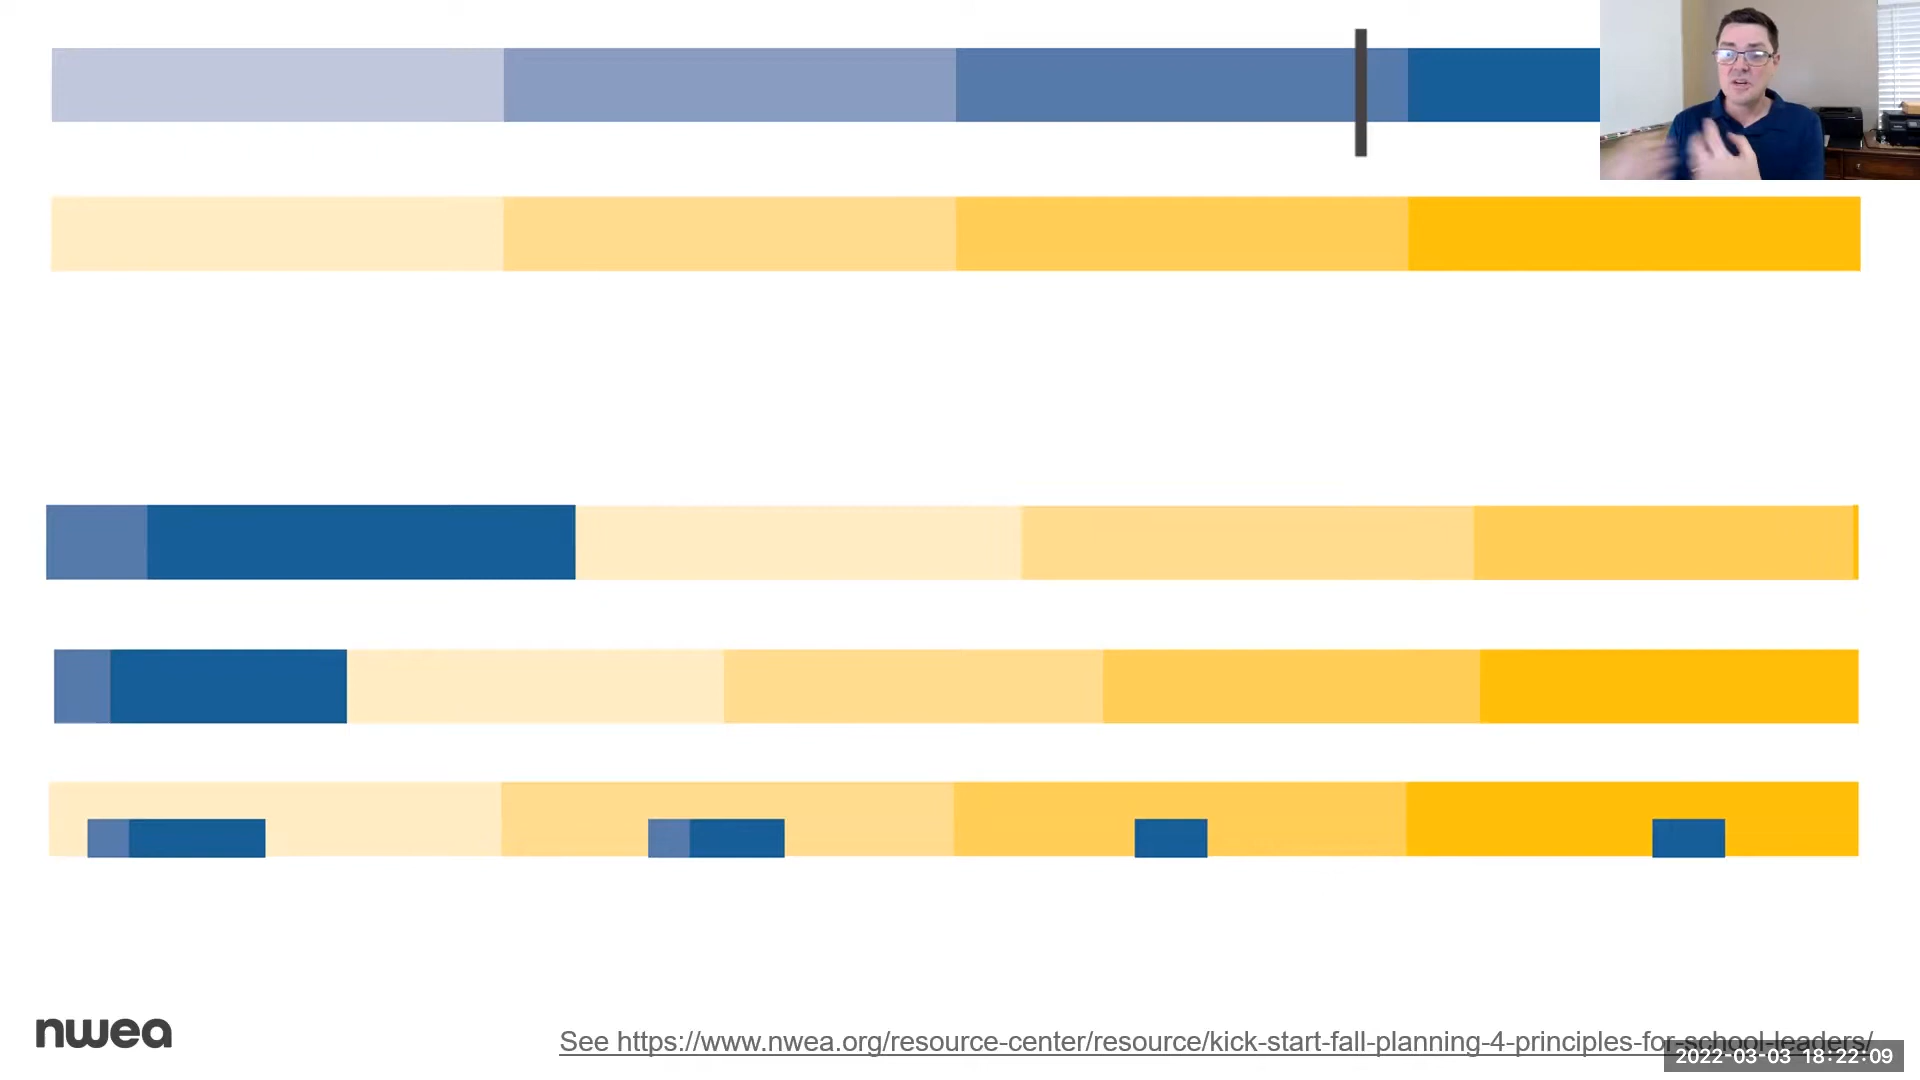 nwea
See https://www.nwea.org/resource-center/resource/kick-start-fall-planning-4-principles-for-school-leaders/
2022-03-03 18:22:09